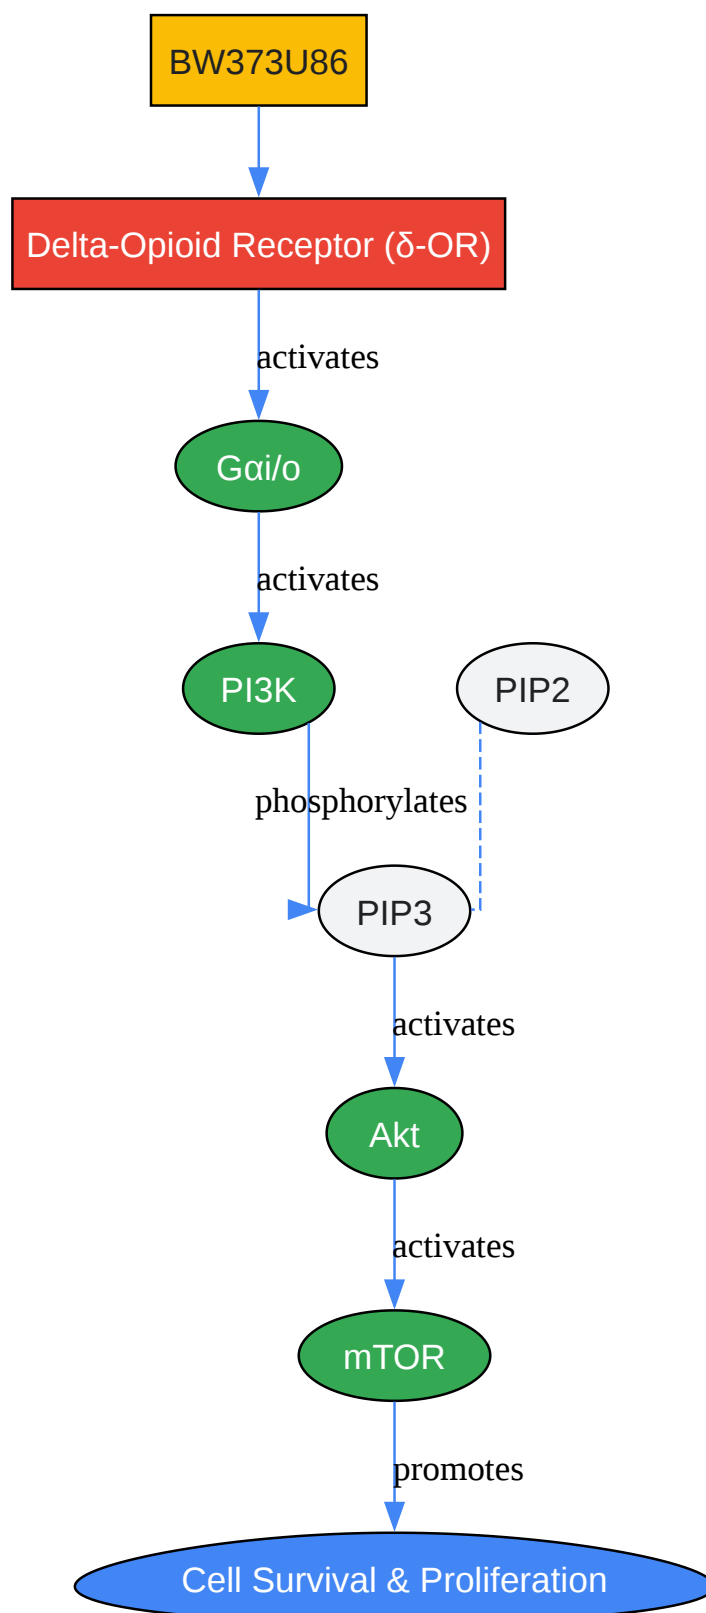 BW373U86
Delta-Opioid Receptor (δ-OR)
activates
Gαi/o
activates
PI3K
PIP2
phosphorylates
PIP3
activates
Akt
activates
mTOR
promotes
Cell Survival & Proliferation